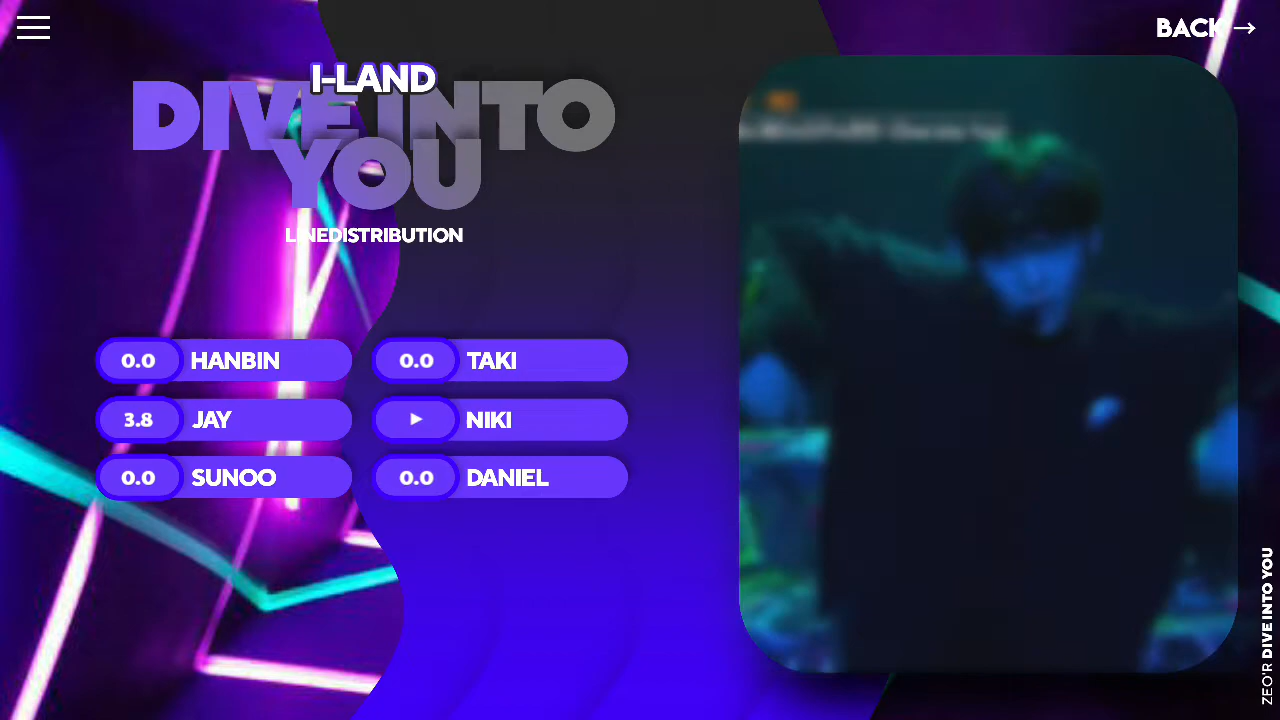 BACK →
I-LAND
DIVE INTO
YOU
LINEDISTRIBUTION
0.0 HANBIN
0.0 TAKI
3.8 JAY
NIKI
0.0 SUNOO
0.0 DANIEL
ZEO'R DIVE INTO YOU